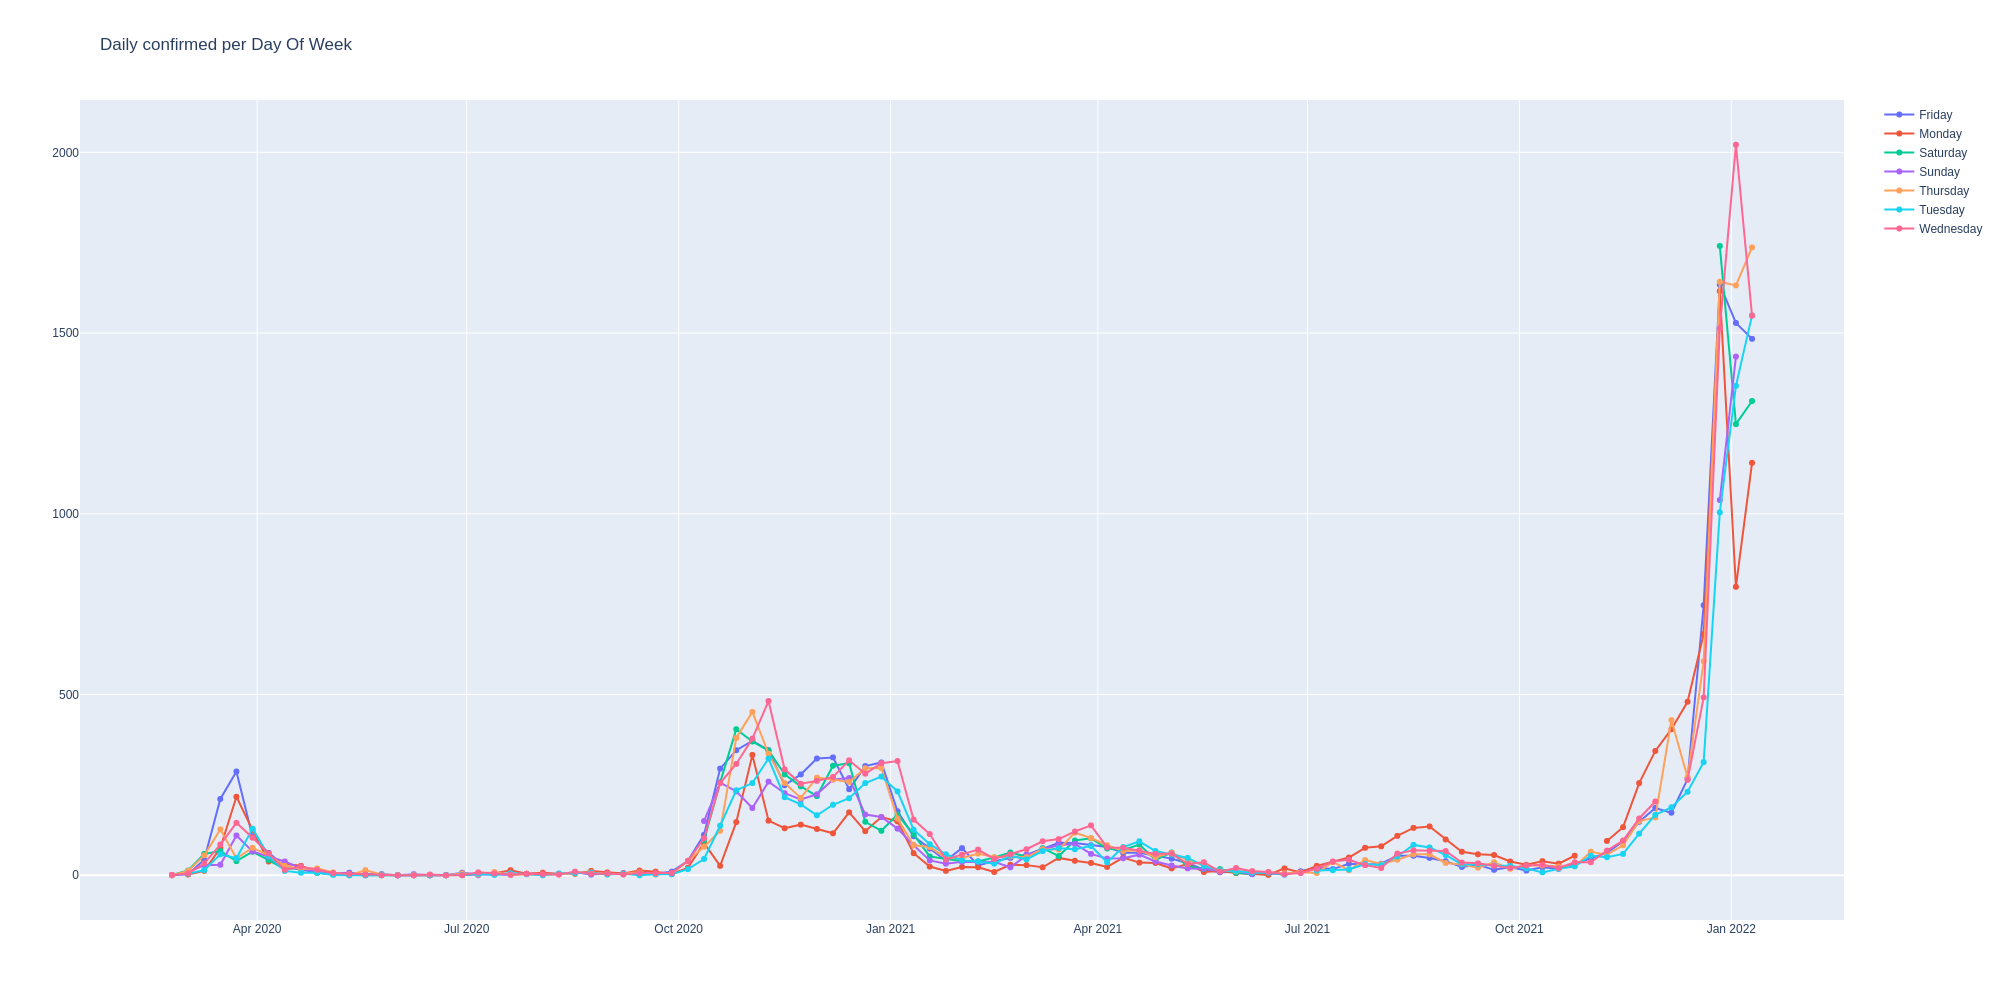 Daily confirmed per Day Of Week
Friday
Monday
Saturday
Sunday
Thursday
Tuesday
Wednesday
2000
1500
1000
500
0
Apr 2020
Jul 2020
Oct 2020
Jan 2021
Apr 2021
Jul 2021
Oct 2021
Jan 2022